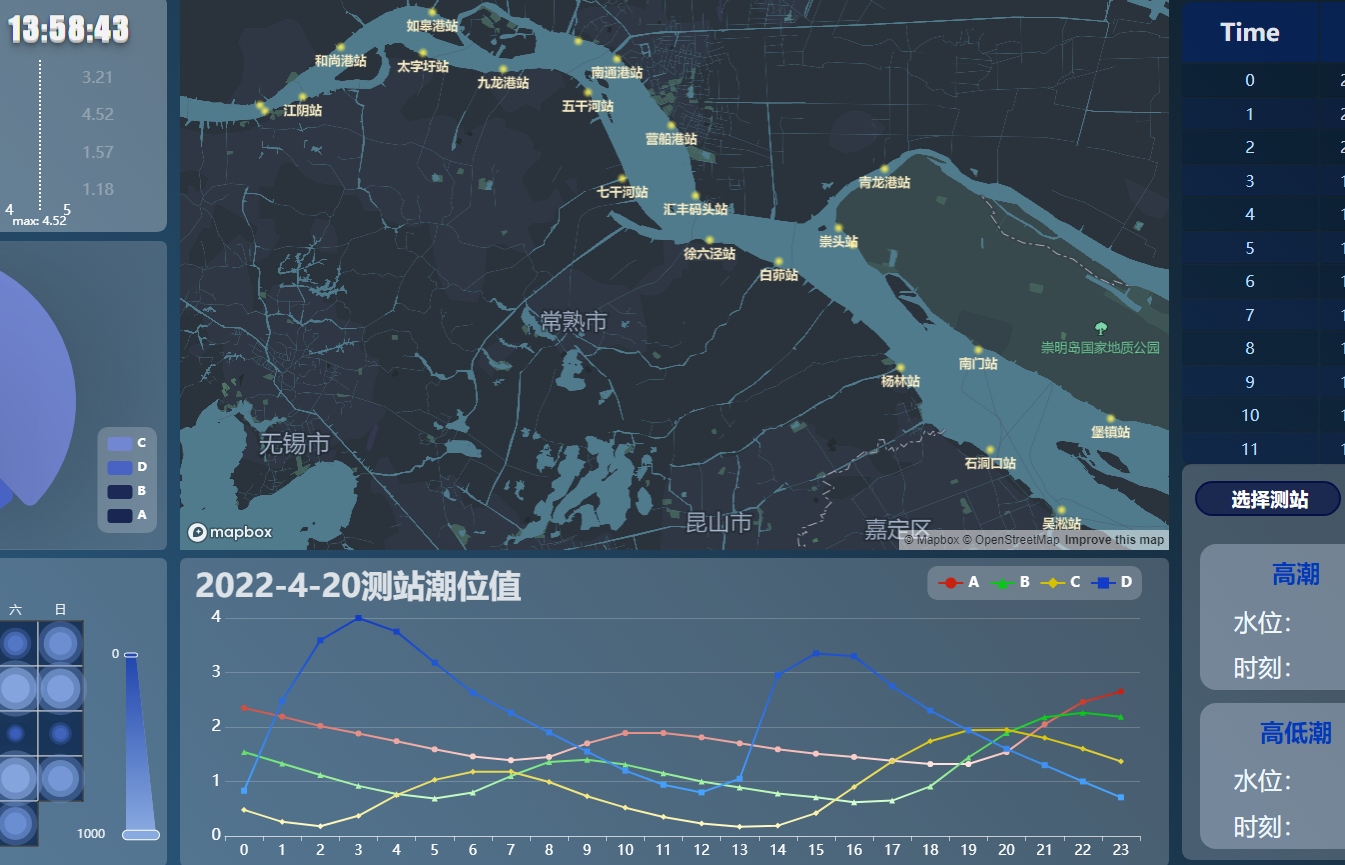 13:58:43
3.21
4.52
1.57
1.18
4
5
max: 4.52
C
D
B
A
六
日
0
1000
如皋港站
和尚港站
太字圩站
九龙港站
南通港站
江阴站
五干河站
营船港站
七干河站
汇丰码头站
青龙港站
徐六泾站
崇头站
白茆站
常熟市
崇明岛国家地质公园
南门站
杨林站
堡镇站
无锡市
石洞口站
昆山市
吴淞站
嘉定区
mapbox
© Mapbox © OpenStreetMap Improve this map
2022-4-20测站潮位值
A B C D
4
3
2
1
0
0 1 2 3 4 5 6 7 8 9 10 11 12 13 14 15 16 17 18 19 20 21 22 23
Time
0
1
2
3
4
5
6
7
8
9
10
11
选择测站
高潮
水位：
时刻：
高低潮
水位：
时刻：